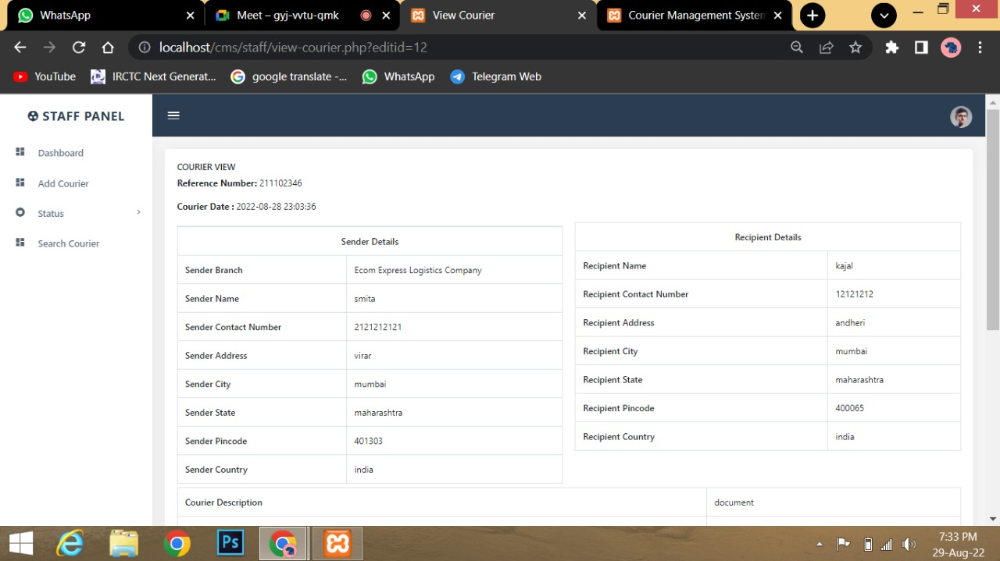 WhatsApp
Meet – gyj-vvtu-qmk
View Courier
Courier Management System
localhost/cms/staff/view-courier.php?editid=12
YouTube
IRCTC Next Generat...
google translate -...
WhatsApp
Telegram Web
STAFF PANEL
Dashboard
Add Courier
Status
Search Courier
COURIER VIEW
Reference Number: 211102346
Courier Date : 2022-08-28 23:03:36
Sender Details
Sender Branch Ecom Express Logistics Company
Sender Name smita
Sender Contact Number 2121212121
Sender Address virar
Sender City mumbai
Sender State maharashtra
Sender Pincode 401303
Sender Country india
Recipient Details
Recipient Name kajal
Recipient Contact Number 12121212
Recipient Address andheri
Recipient City mumbai
Recipient State maharashtra
Recipient Pincode 400065
Recipient Country india
Courier Description document
Ps
7:33 PM
29-Aug-22